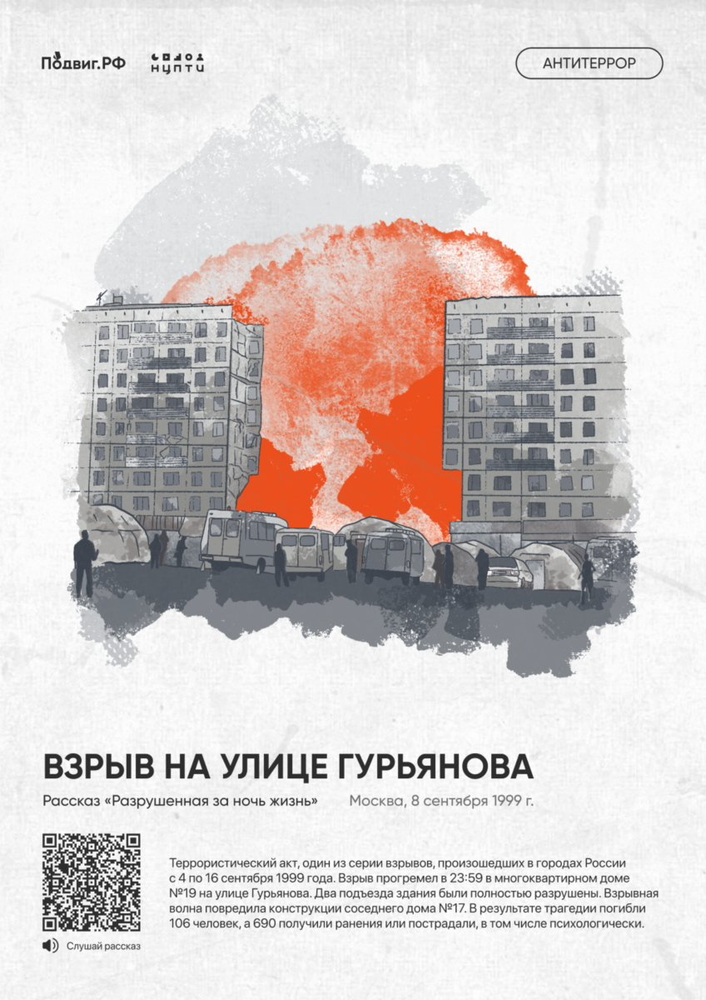 Подвиг.РФ
НЦПТИ
АНТИТЕРРОР
ВЗРЫВ НА УЛИЦЕ ГУРЬЯНОВА
Рассказ «Разрушенная за ночь жизнь» Москва, 8 сентября 1999 г.
Террористический акт, один из серии взрывов, произошедших в городах России
с 4 по 16 сентября 1999 года. Взрыв прогремел в 23:59 в многоквартирном доме
№19 на улице Гурьянова. Два подъезда здания были полностью разрушены. Взрывная
волна повредила конструкции соседнего дома №17. В результате трагедии погибли
106 человек, а 690 получили ранения или пострадали, в том числе психологически.
Слушай рассказ